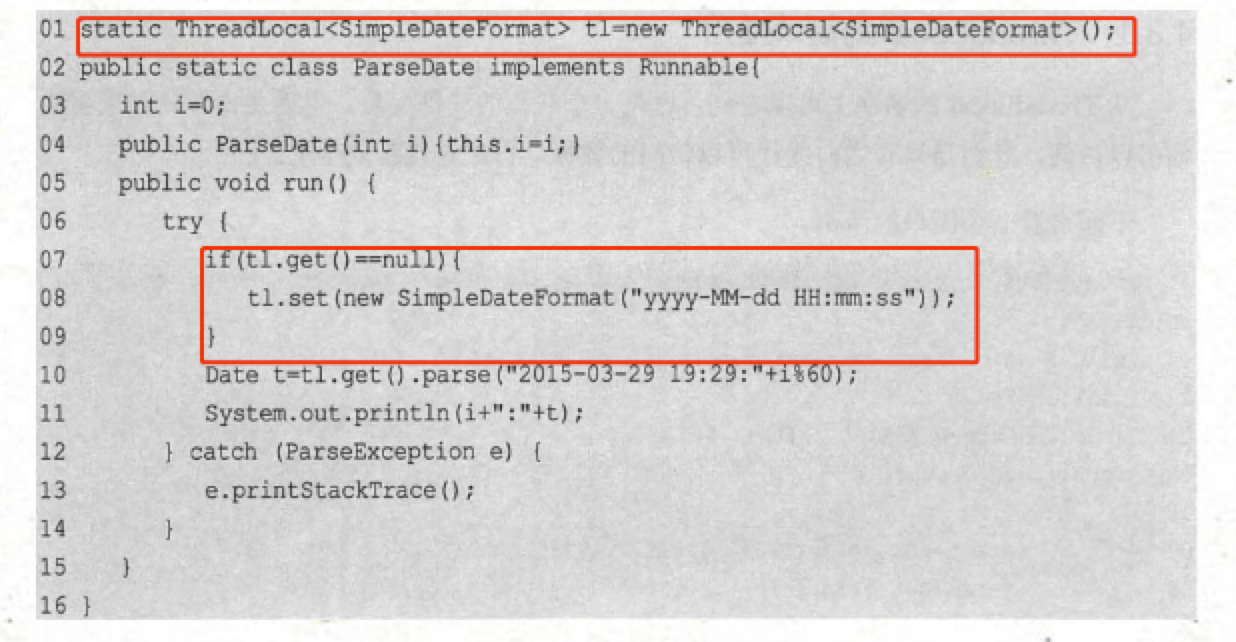 01 static ThreadLocal<SimpleDateFormat> tl=new ThreadLocal<SimpleDateFormat>();
02 public static class ParseDate implements Runnable{
03 int i=0;
04 public ParseDate(int i){this.i=i;}
05 public void run() {
06 try {
07 if(tl.get()==null){
08 tl.set(new SimpleDateFormat("yyyy-MM-dd HH:mm:ss"));
09 }
10 Date t=tl.get().parse("2015-03-29 19:29:"+i%60);
11 System.out.println(i+":"+t);
12 } catch (ParseException e) {
13 e.printStackTrace();
14 }
15 }
16 }